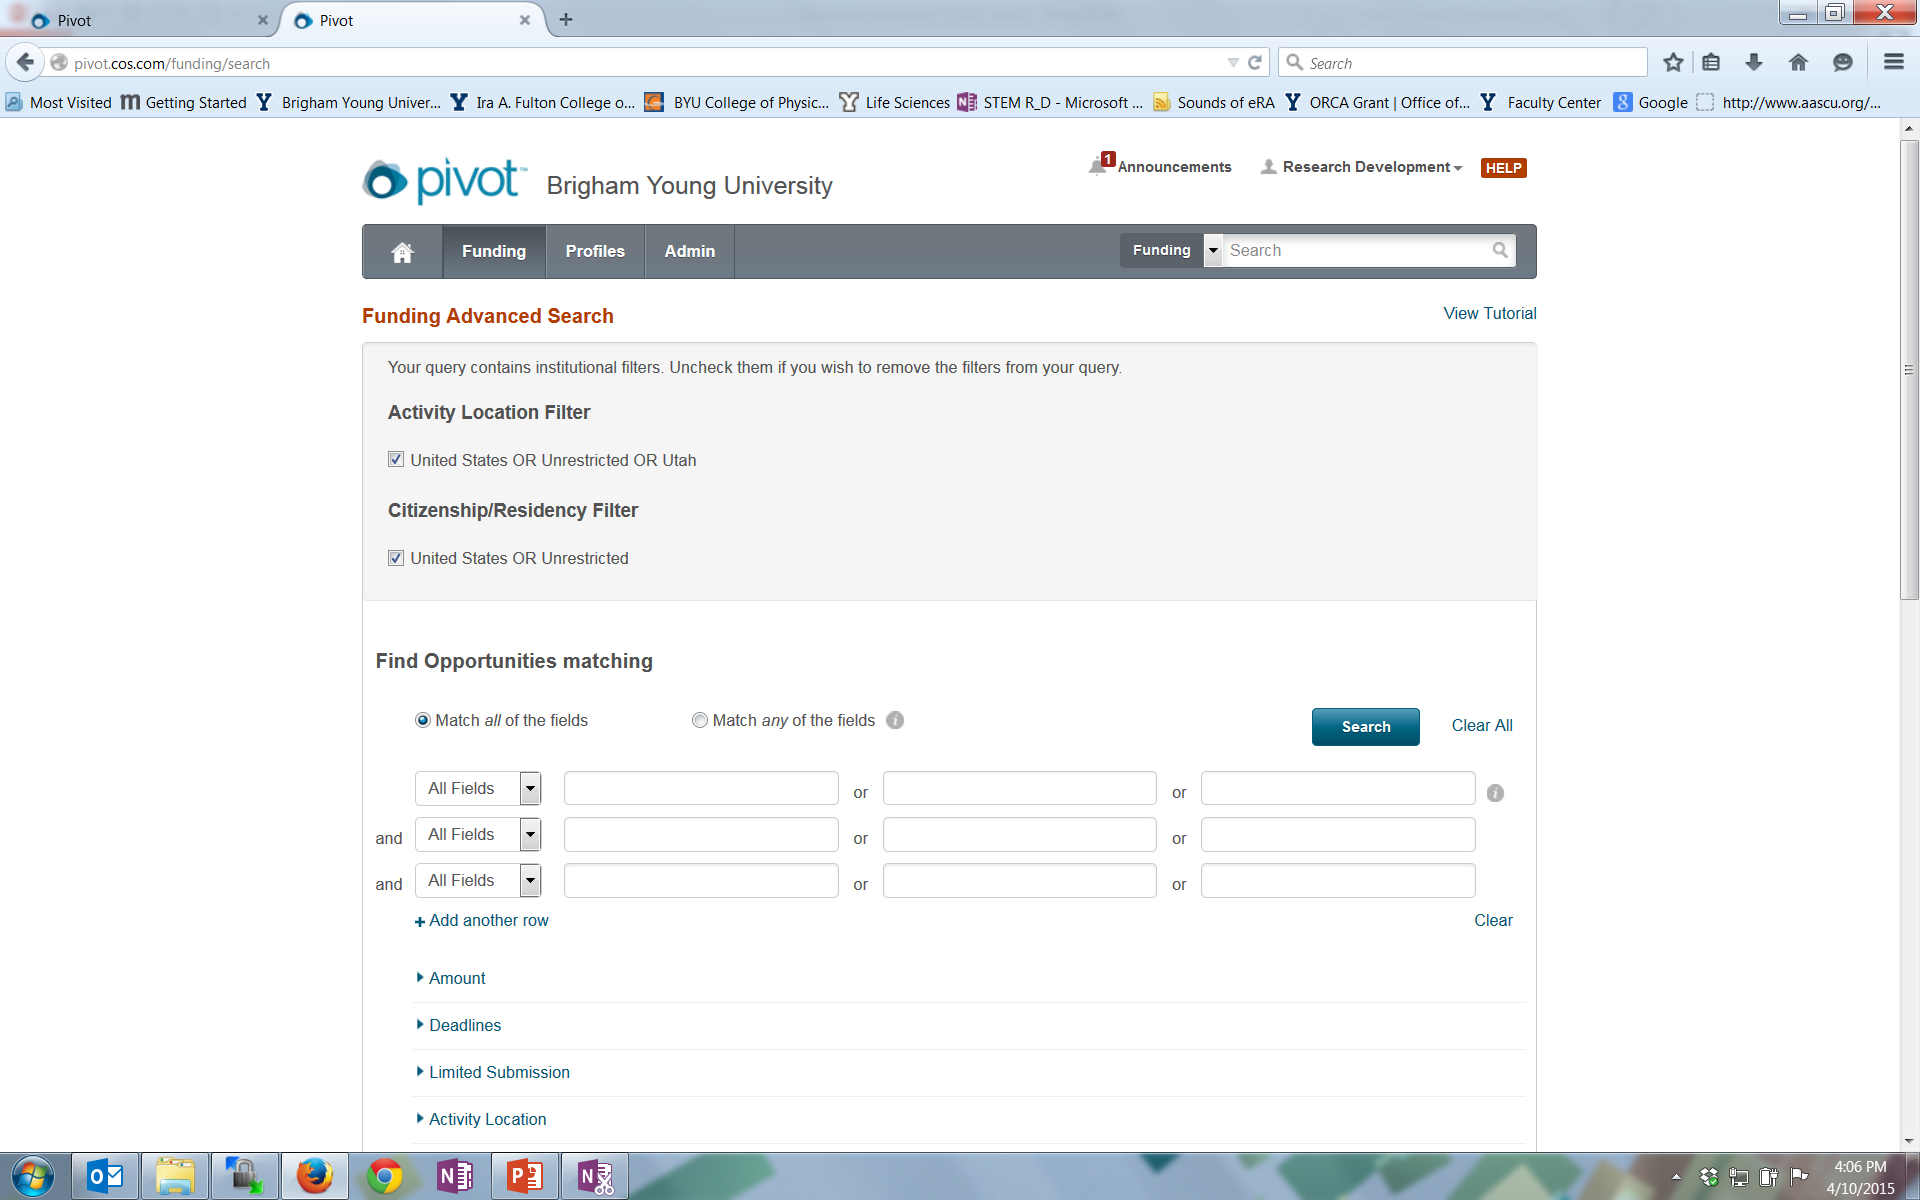 Pivot
Pivot
pivot.cos.com/funding/search
Search
Most Visited
Getting Started
Brigham Young Univer...
Ira A. Fulton College o...
BYU College of Physic...
Life Sciences
STEM R_D - Microsoft ...
Sounds of eRA
ORCA Grant | Office of...
Faculty Center
Google
http://www.aascu.org/...
pivot™ Brigham Young University
1 Announcements
Research Development
HELP
Funding Profiles Admin
Funding Search
Funding Advanced Search
View Tutorial
Your query contains institutional filters. Uncheck them if you wish to remove the filters from your query.
Activity Location Filter
United States OR Unrestricted OR Utah
Citizenship/Residency Filter
United States OR Unrestricted
Find Opportunities matching
Match all of the fields
Match any of the fields
Search
Clear All
All Fields or or
and All Fields or or
and All Fields or or
+ Add another row
Clear
Amount
Deadlines
Limited Submission
Activity Location
4:06 PM
4/10/2015